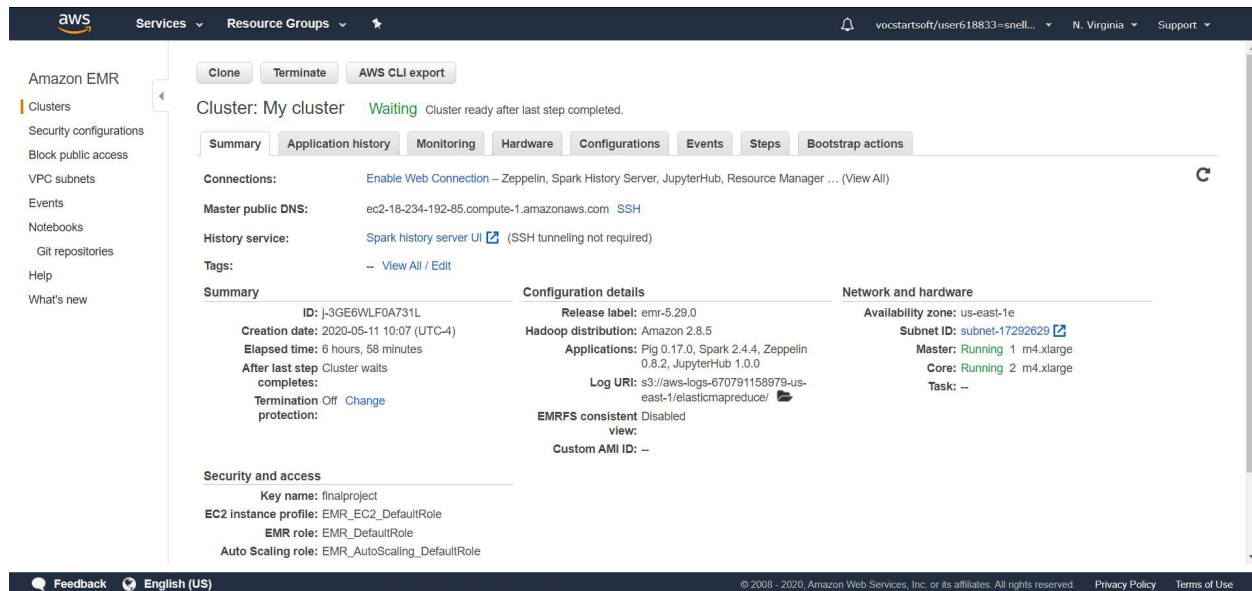 aws Services Resource Groups vocstartsoft/user618833=snell... N. Virginia Support
Amazon EMR
Clusters
Security configurations
Block public access
VPC subnets
Events
Notebooks
Git repositories
Help
What's new
Clone Terminate AWS CLI export
Cluster: My cluster Waiting Cluster ready after last step completed.
Summary Application history Monitoring Hardware Configurations Events Steps Bootstrap actions
Connections: Enable Web Connection – Zeppelin, Spark History Server, JupyterHub, Resource Manager … (View All)
Master public DNS: ec2-18-234-192-85.compute-1.amazonaws.com SSH
History service: Spark history server UI (SSH tunneling not required)
Tags: -- View All / Edit
Summary
ID: j-3GE6WLF0A731L
Creation date: 2020-05-11 10:07 (UTC-4)
Elapsed time: 6 hours, 58 minutes
After last step Cluster waits
completes:
Termination Off Change
protection:
Configuration details
Release label: emr-5.29.0
Hadoop distribution: Amazon 2.8.5
Applications: Pig 0.17.0, Spark 2.4.4, Zeppelin
0.8.2, JupyterHub 1.0.0
Log URI: s3://aws-logs-670791158979-us-
east-1/elasticmapreduce/
EMRFS consistent Disabled
view:
Custom AMI ID: --
Network and hardware
Availability zone: us-east-1e
Subnet ID: subnet-17292629
Master: Running 1 m4.xlarge
Core: Running 2 m4.xlarge
Task: --
Security and access
Key name: finalproject
EC2 instance profile: EMR_EC2_DefaultRole
EMR role: EMR_DefaultRole
Auto Scaling role: EMR_AutoScaling_DefaultRole
Feedback English (US) © 2008 - 2020, Amazon Web Services, Inc. or its affiliates. All rights reserved. Privacy Policy Terms of Use